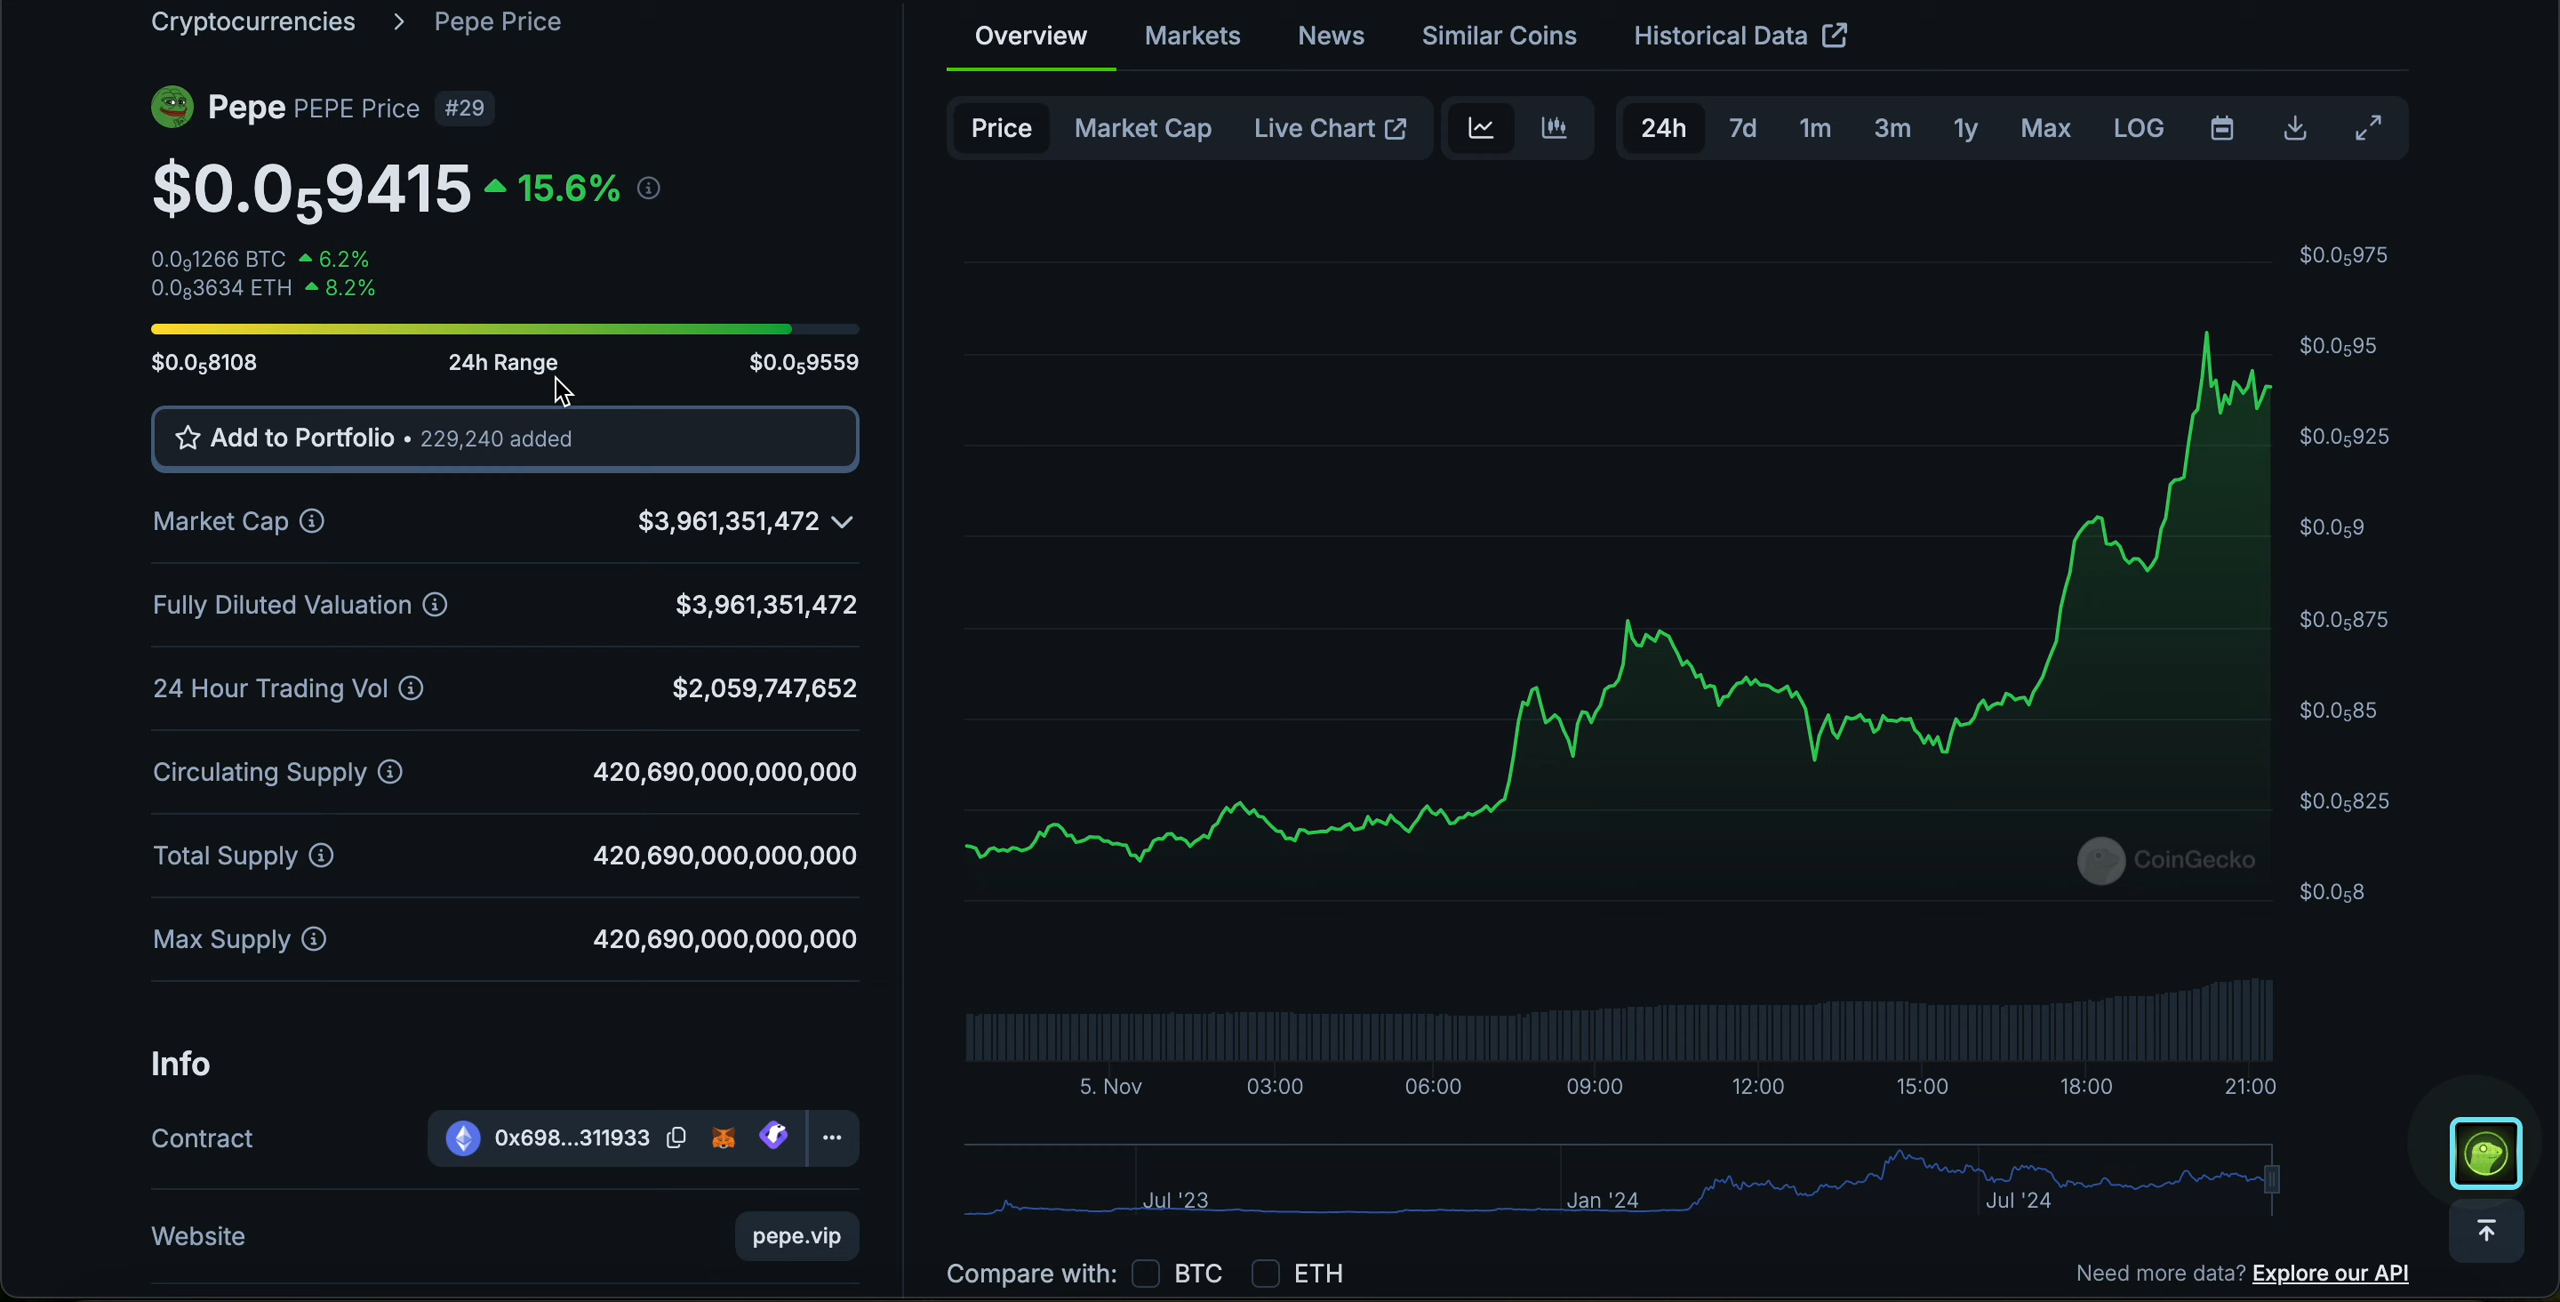 Cryptocurrencies > Pepe Price
Pepe PEPE Price #29
$0.0₅9415 15.6%
0.0₉1266 BTC 6.2%
0.0₈3634 ETH 8.2%
$0.0₅8108 24h Range $0.0₅9559
Add to Portfolio • 229,240 added
Market Cap $3,961,351,472
Fully Diluted Valuation $3,961,351,472
24 Hour Trading Vol $2,059,747,652
Circulating Supply 420,690,000,000,000
Total Supply 420,690,000,000,000
Max Supply 420,690,000,000,000
Info
Contract 0x698...311933 ...
Website pepe.vip
Overview Markets News Similar Coins Historical Data
Price Market Cap Live Chart 24h 7d 1m 3m 1y Max LOG
$0.0₅975
$0.0₅95
$0.0₅925
$0.0₅9
$0.0₅875
$0.0₅85
$0.0₅825
CoinGecko
$0.0₅8
5. Nov 03:00 06:00 09:00 12:00 15:00 18:00 21:00
Jul '23 Jan '24 Jul '24
Compare with: BTC ETH
Need more data? Explore our API